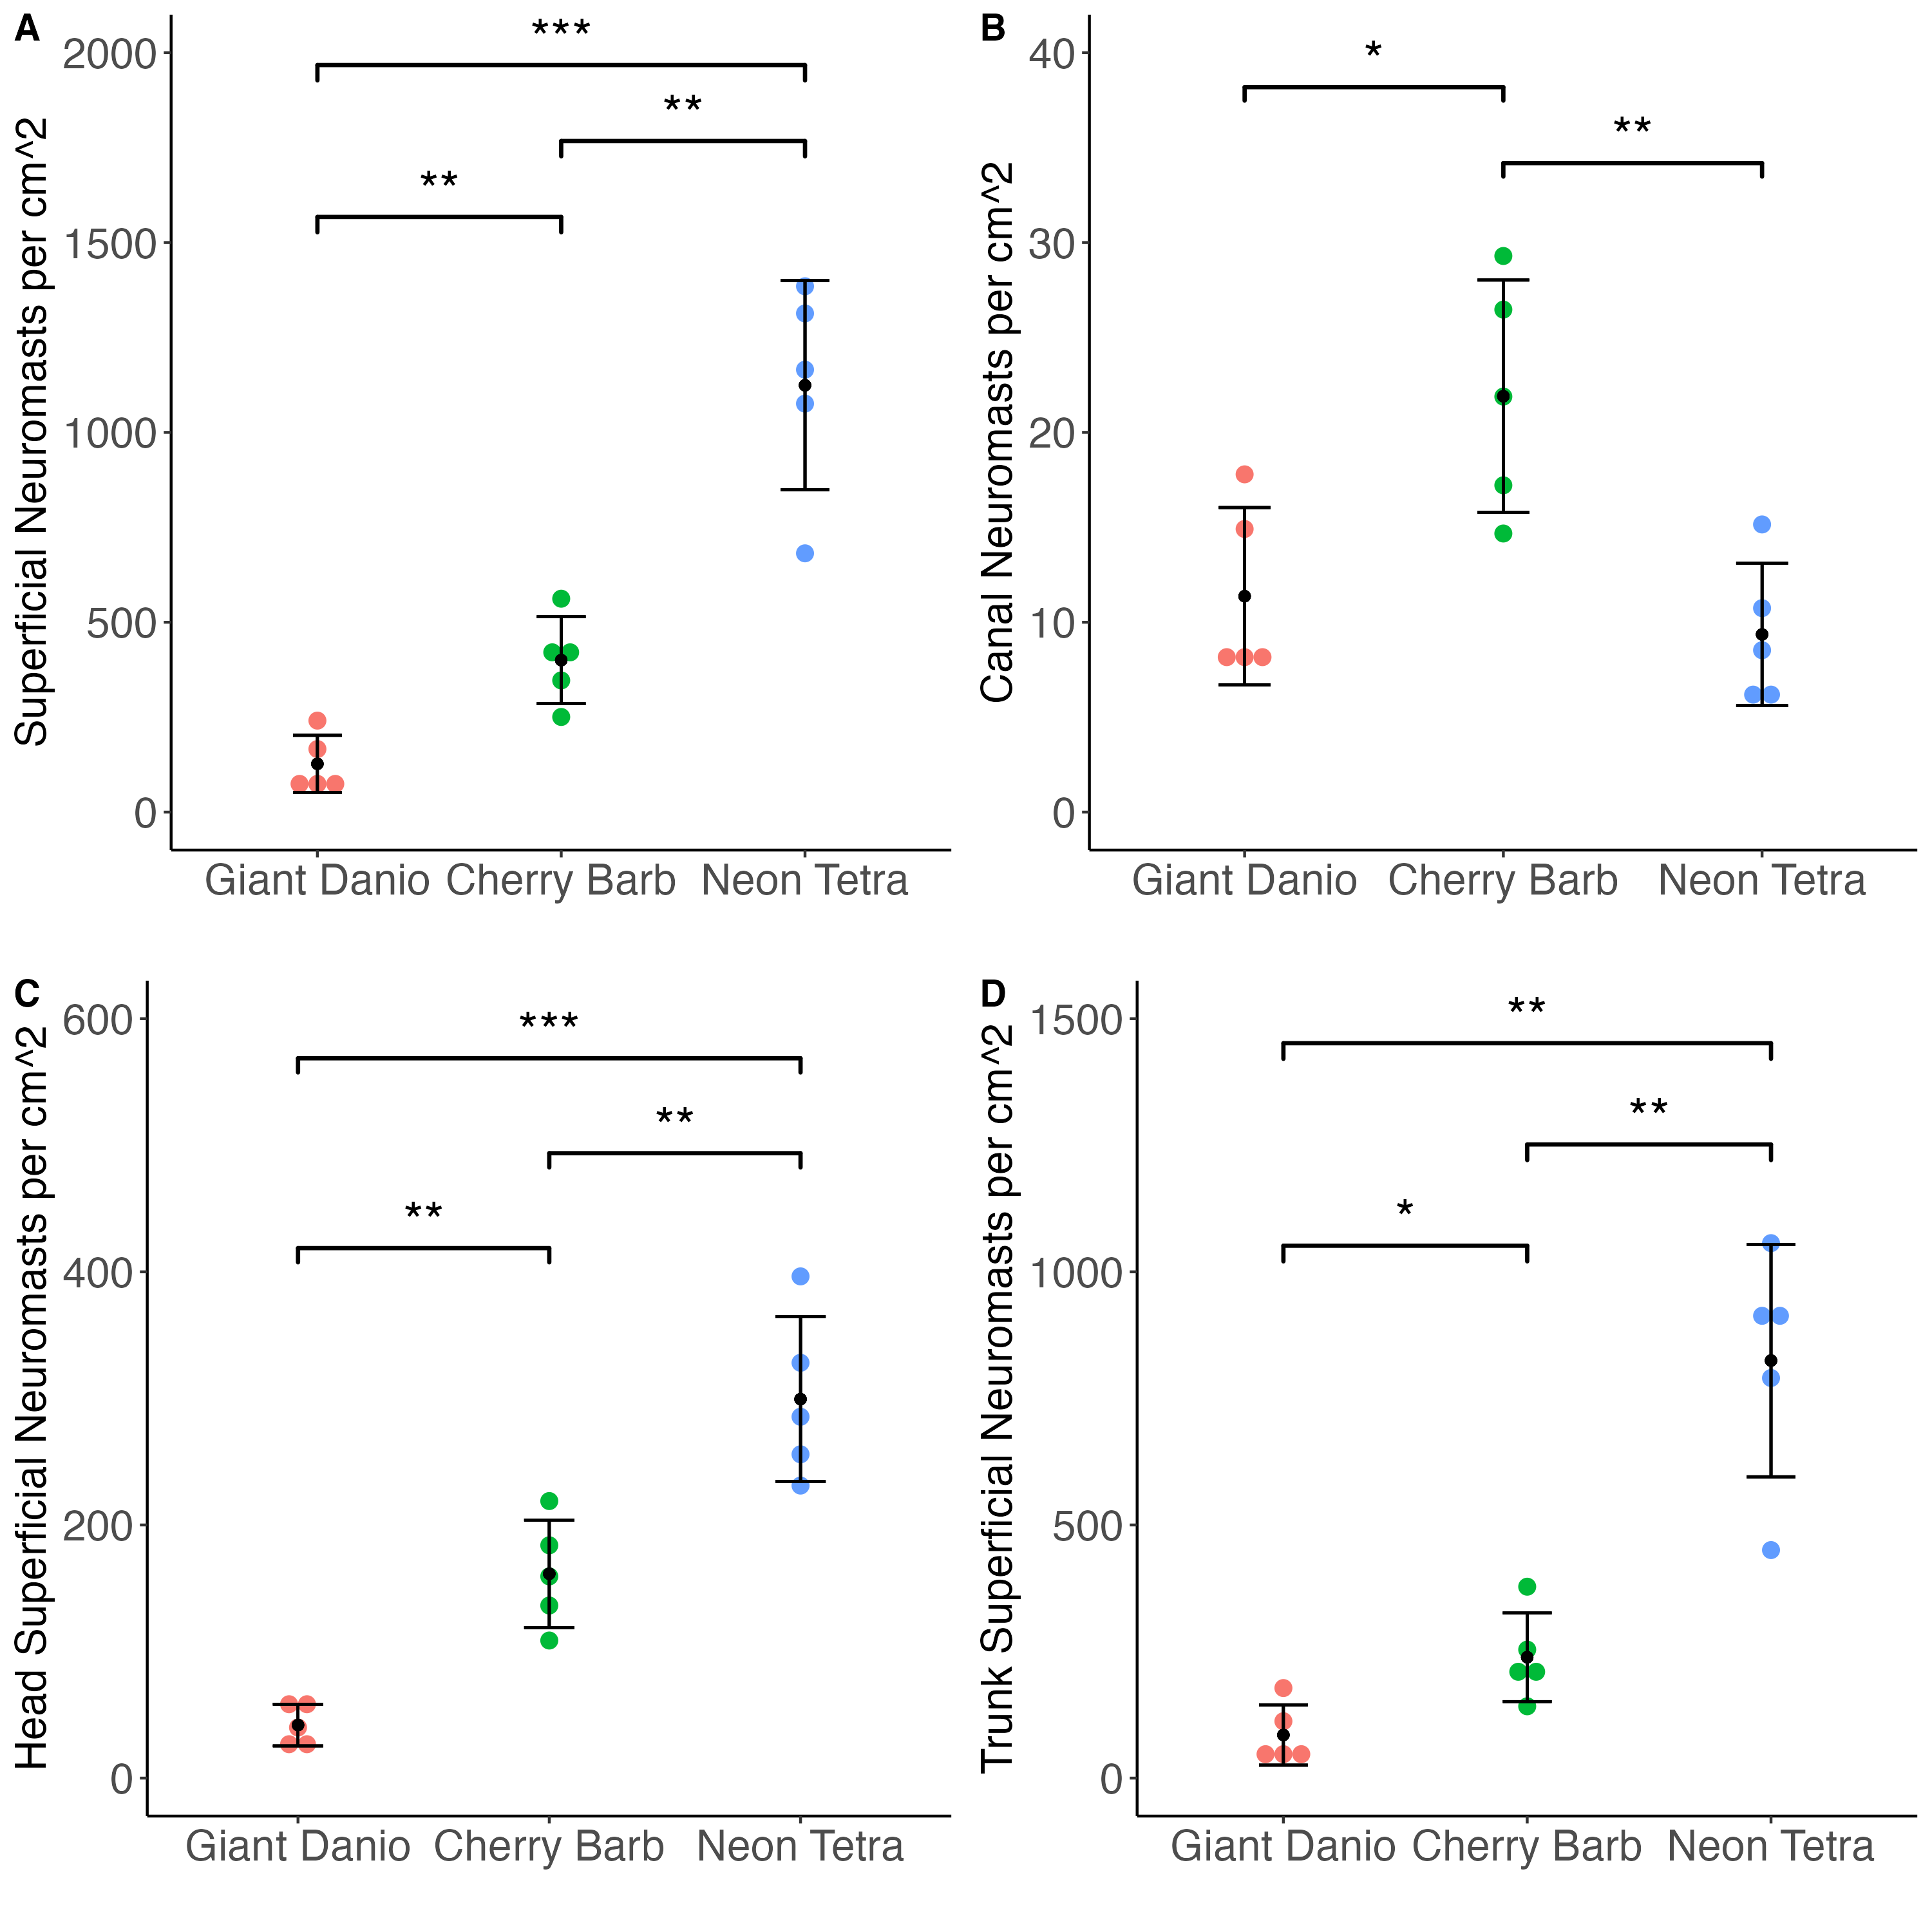 A
Superficial Neuromasts per cm^2
2000
1500
1000
500
0
***
**
**
Giant Danio Cherry Barb Neon Tetra
B
Canal Neuromasts per cm^2
40
30
20
10
0
*
**
Giant Danio Cherry Barb Neon Tetra
C
Head Superficial Neuromasts per cm^2
600
400
200
0
***
**
**
Giant Danio Cherry Barb Neon Tetra
D
Trunk Superficial Neuromasts per cm^2
1500
1000
500
0
**
**
*
Giant Danio Cherry Barb Neon Tetra